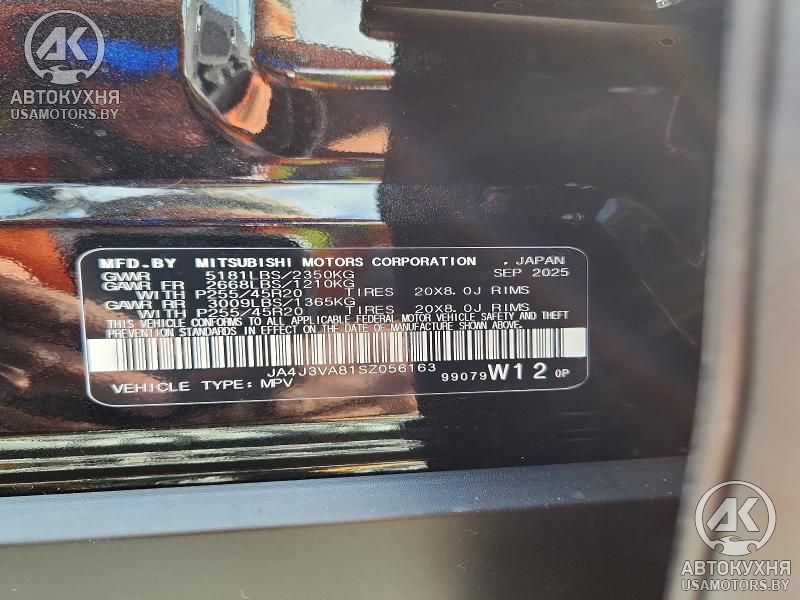 AK
АВТОКУХНЯ
USAMOTORS.BY
MFD.BY MITSUBISHI MOTORS CORPORATION . JAPAN
GVWR 5181LBS/2350KG SEP 2025
GAWR FR 2668LBS/1210KG
WITH P255/45R20 TIRES 20X8.0J RIMS
GAWR RR 3009LBS/1365KG
WITH P255/45R20 TIRES 20X8.0J RIMS
THIS VEHICLE CONFORMS TO ALL APPLICABLE FEDERAL MOTOR VEHICLE SAFETY AND THEFT
PREVENTION STANDARDS IN EFFECT ON THE DATE OF MANUFACTURE SHOWN ABOVE.
JA4J3VA81SZ056163
VEHICLE TYPE: MPV 99079 W12 0P
AK
АВТОКУХНЯ
USAMOTORS.BY